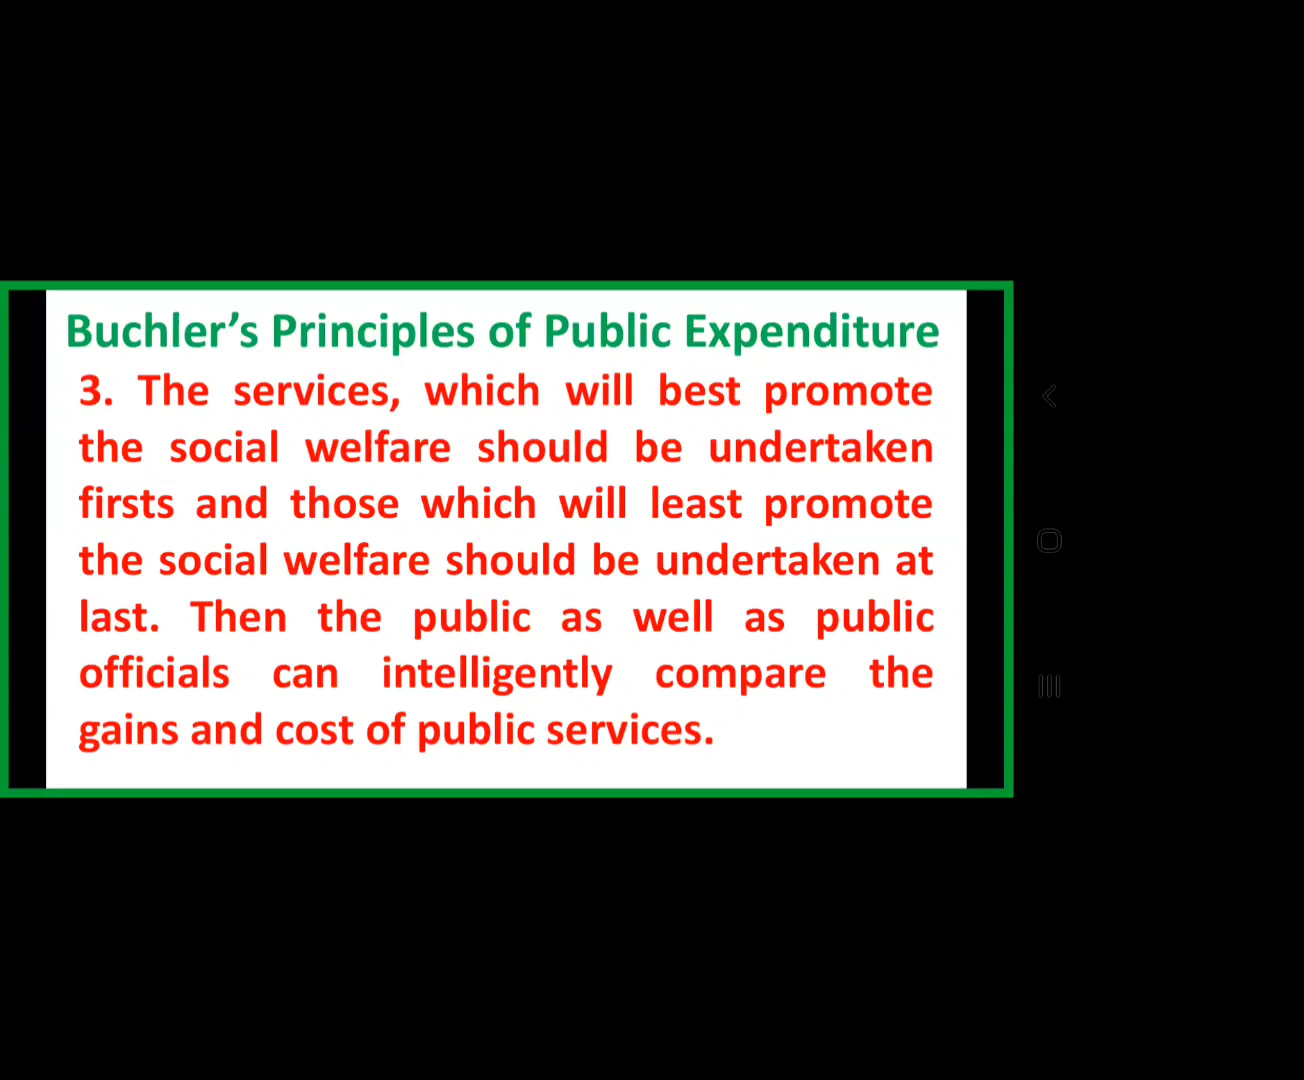 Buchler’s Principles of Public Expenditure
3. The services, which will best promote
the social welfare should be undertaken
firsts and those which will least promote
the social welfare should be undertaken at
last. Then the public as well as public
officials can intelligently compare the
gains and cost of public services.